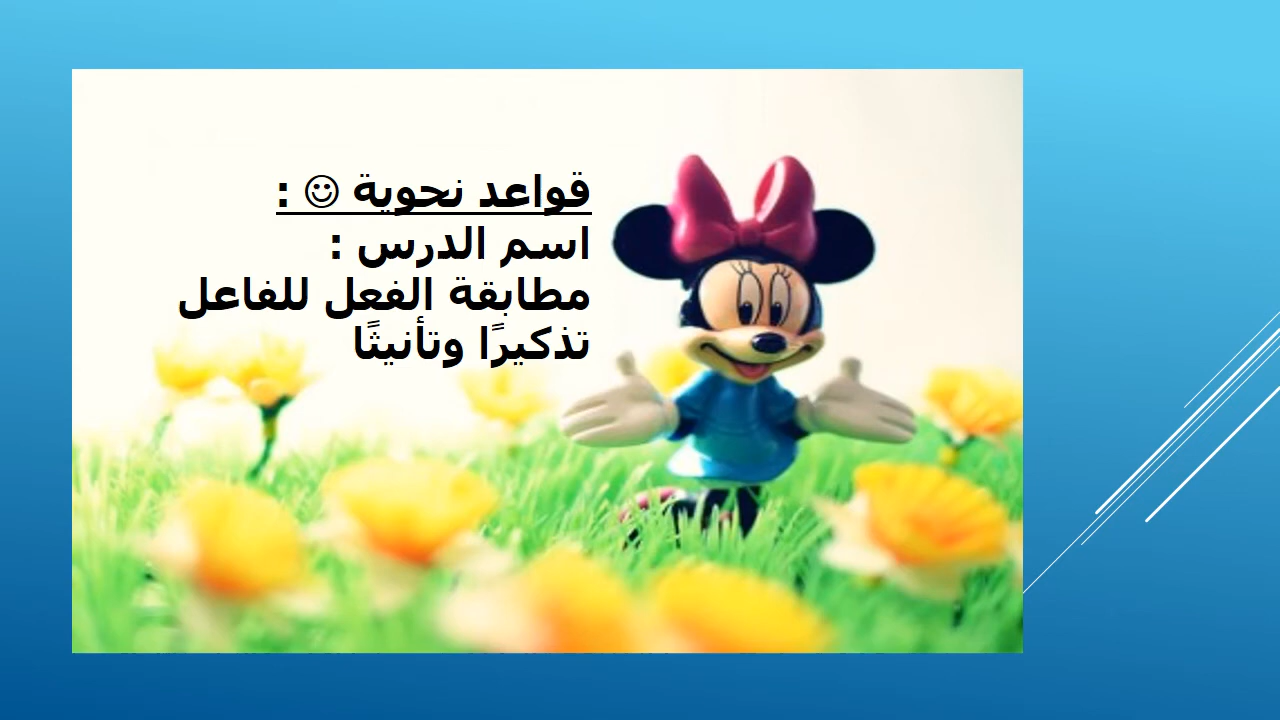 قواعد نحوية ☺ :
اسم الدرس :
مطابقة الفعل للفاعل
تذكيرًا وتأنيثًا